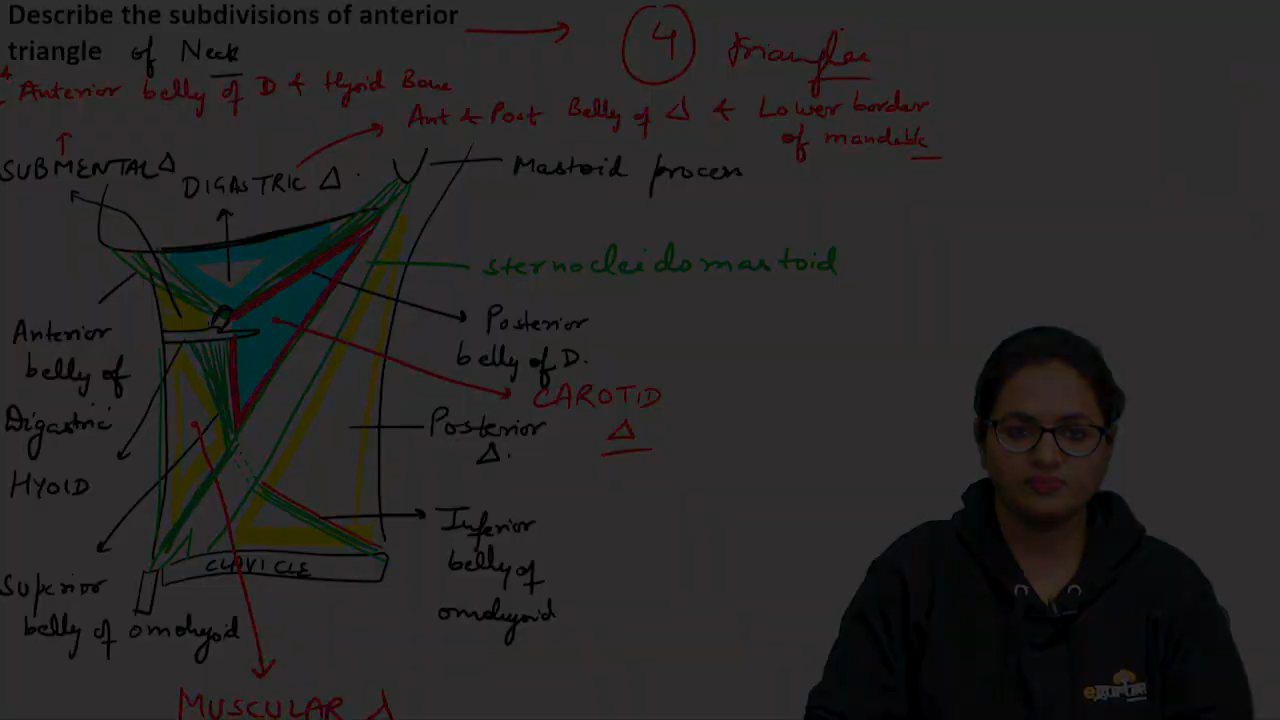 Describe the subdivisions of anterior
triangle of Neck
4 triangles
Anterior belly of D & Hyoid Bone
Ant & Post Belly of Δ & Lower border
of mandible
SUBMENTAL Δ
DIGASTRIC Δ
Mastoid process
sternocleidomastoid
Anterior
belly of
Digastric
HYOID
Posterior
belly of D.
CAROTID
Δ
Posterior
Δ.
Inferior
belly of
omohyoid
CLAVICLE
Superior
belly of omohyoid
MUSCULAR Δ